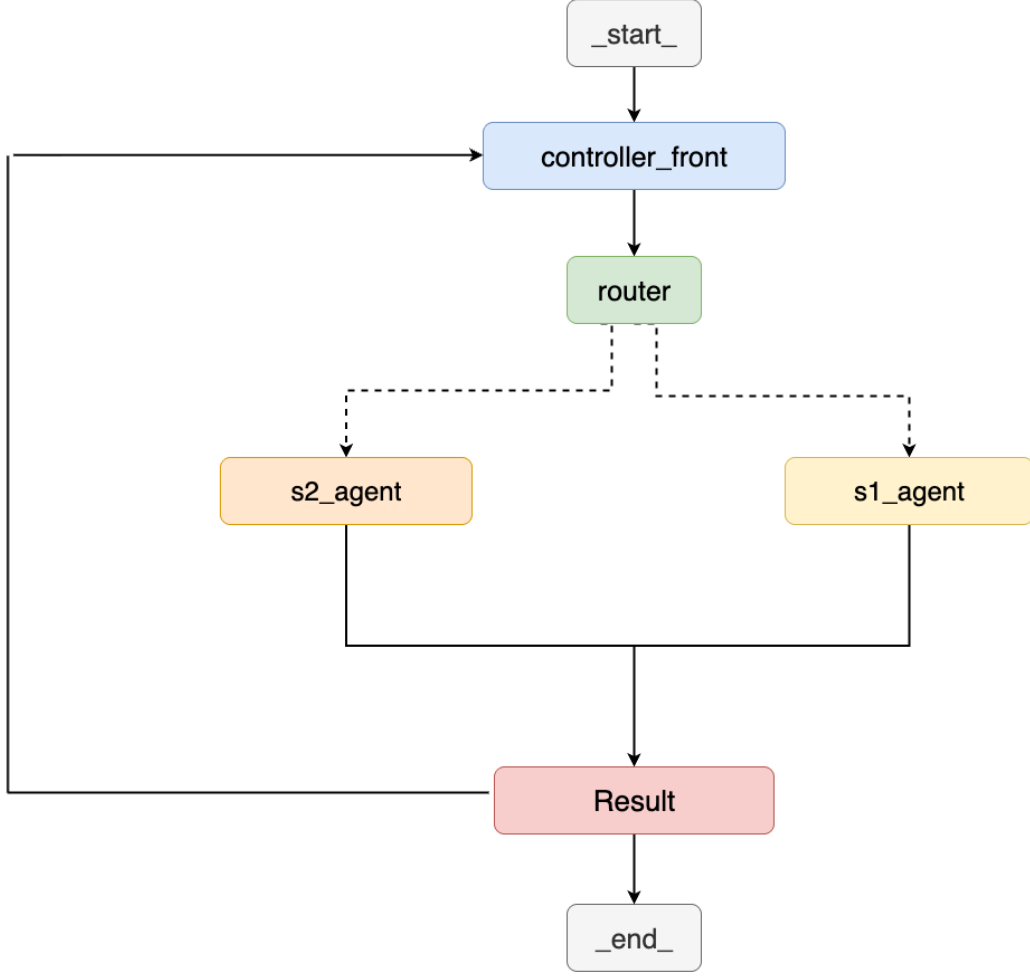 _start_
controller_front
router
s2_agent
s1_agent
Result
_end_